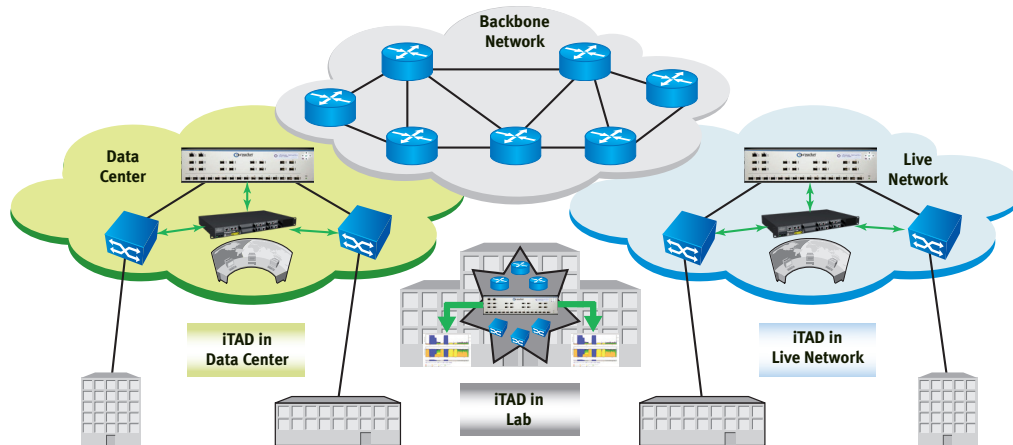 Backbone
Network
Data
Center
Live
Network
iTAD in
Data Center
iTAD in
Lab
iTAD in
Live Network